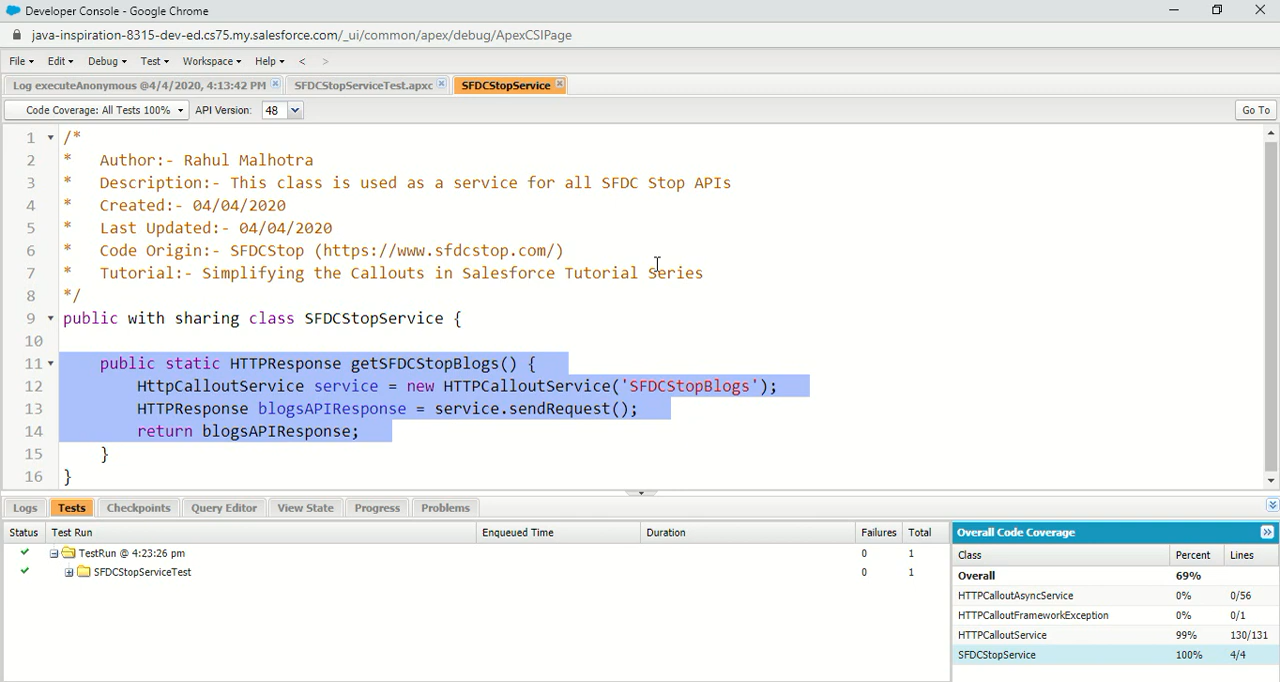 Developer Console - Google Chrome
java-inspiration-8315-dev-ed.cs75.my.salesforce.com/_ui/common/apex/debug/ApexCSIPage
File Edit Debug Test Workspace Help < >
Log executeAnonymous @4/4/2020, 4:13:42 PM SFDCStopServiceTest.apxc SFDCStopService
Code Coverage: All Tests 100% API Version: 48 Go To
1 /*
2 * Author:- Rahul Malhotra
3 * Description:- This class is used as a service for all SFDC Stop APIs
4 * Created:- 04/04/2020
5 * Last Updated:- 04/04/2020
6 * Code Origin:- SFDCStop (https://www.sfdcstop.com/)
7 * Tutorial:- Simplifying the Callouts in Salesforce Tutorial Series
8 */
9 public with sharing class SFDCStopService {
10
11 public static HTTPResponse getSFDCStopBlogs() {
12 HttpCalloutService service = new HTTPCalloutService('SFDCStopBlogs');
13 HTTPResponse blogsAPIResponse = service.sendRequest();
14 return blogsAPIResponse;
15 }
16 }
Logs Tests Checkpoints Query Editor View State Progress Problems
Status Test Run Enqueued Time Duration Failures Total
TestRun @ 4:23:26 pm 0 1
SFDCStopServiceTest 0 1
Overall Code Coverage
Class Percent Lines
Overall 69%
HTTPCalloutAsyncService 0% 0/56
HTTPCalloutFrameworkException 0% 0/1
HTTPCalloutService 99% 130/131
SFDCStopService 100% 4/4